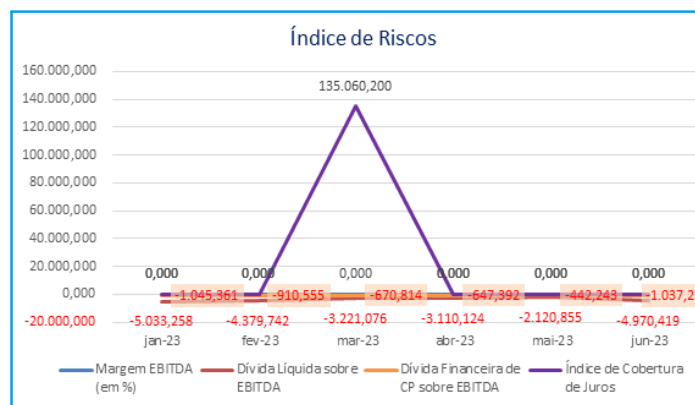 Índice de Riscos
160.000,000
140.000,000
135.060,200
120.000,000
100.000,000
80.000,000
60.000,000
40.000,000
20.000,000
0,000 0,000 0,000 0,000 0,000 0,000
0,000
-1.045,361 -910,555 -670,814 -647,392 -442,243 -1.037,2
-20.000,000
-5.033,258 -4.379,742 -3.221,076 -3.110,124 -2.120,855 -4.970,419
jan-23 fev-23 mar-23 abr-23 mai-23 jun-23
Margem EBITDA (em %)
Dívida Líquida sobre EBITDA
Dívida Financeira de CP sobre EBITDA
Índice de Cobertura de Juros